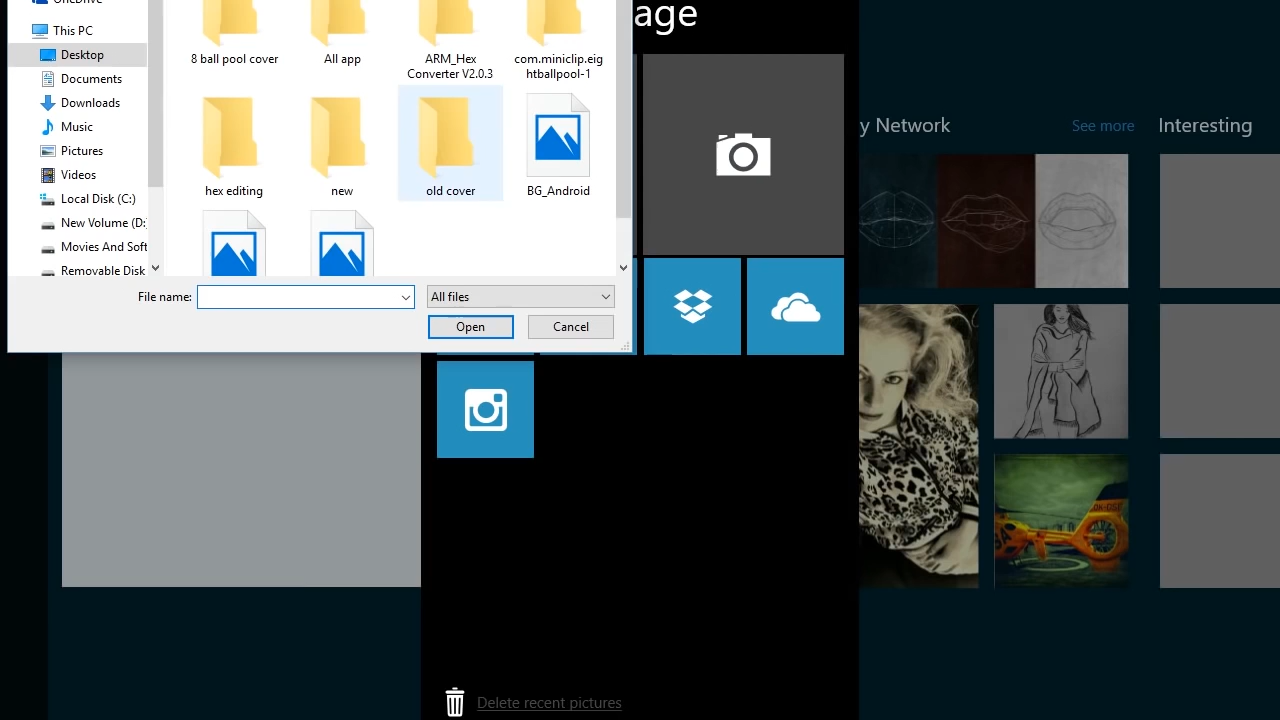 age
OneDrive
This PC
Desktop
Documents
Downloads
Music
Pictures
Videos
Local Disk (C:)
New Volume (D:
Movies And Soft
Removable Disk
8 ball pool cover
All app
ARM_Hex
Converter V2.0.3
com.miniclip.eig
htballpool-1
hex editing
new
old cover
BG_Android
File name:
All files
Open
Cancel
y Network
See more
Interesting
OK-DSE
Delete recent pictures